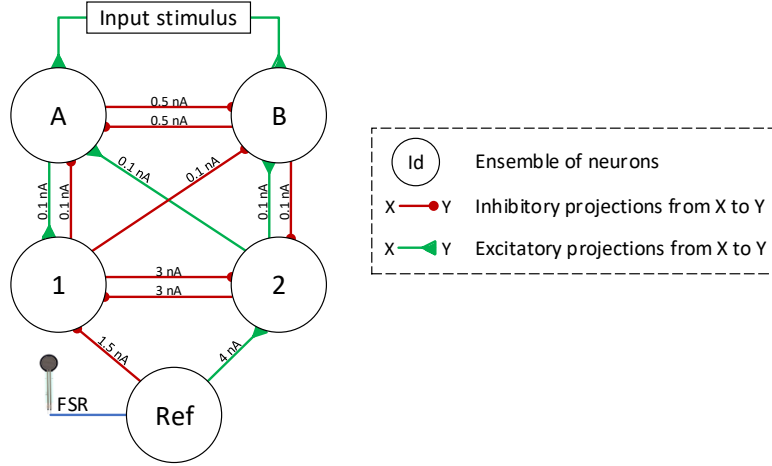 Input stimulus
A
B
0.5 nA
0.5 nA
0.1 nA
0.1 nA
0.1 nA
0.1 nA
0.1 nA
0.1 nA
1
2
3 nA
3 nA
1.5 nA
4 nA
FSR
Ref
Id
Ensemble of neurons
X Y Inhibitory projections from X to Y
X Y Excitatory projections from X to Y